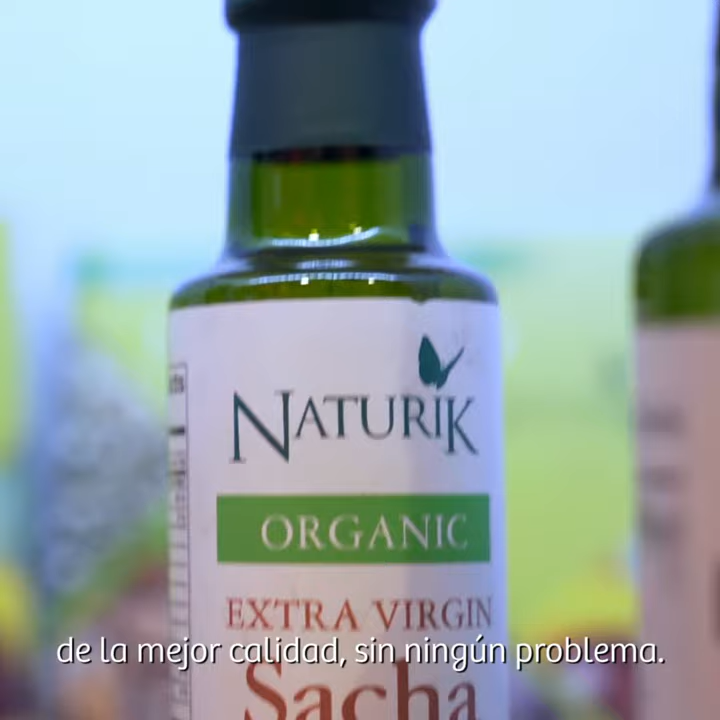 NATURIK
ORGANIC
EXTRA VIRGIN
de la mejor calidad, sin ningún problema.
Sacha